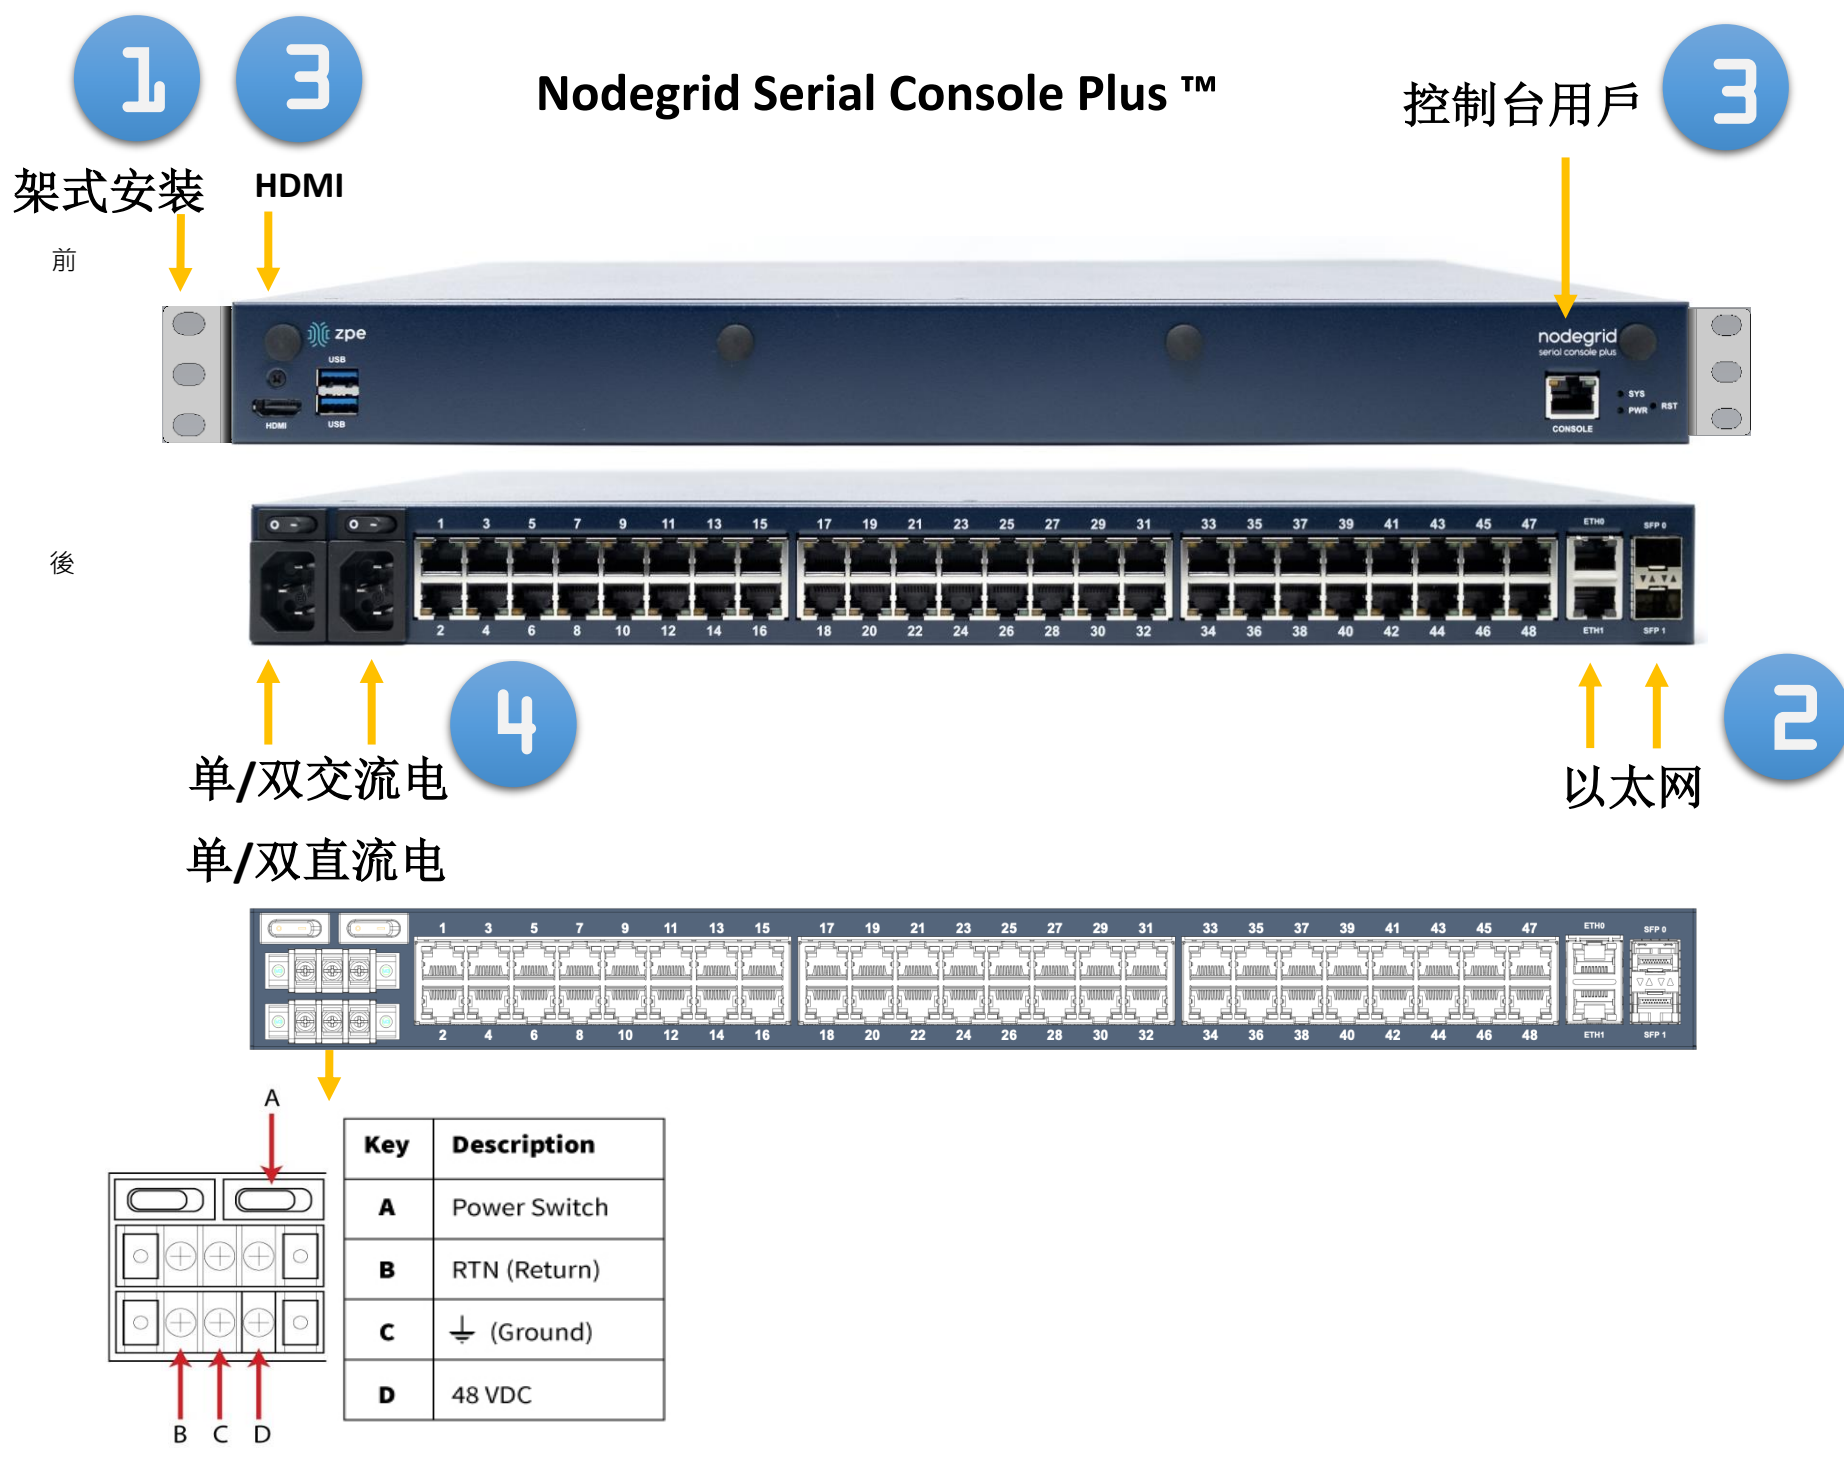 1
3
Nodegrid Serial Console Plus ™
控制台用戶
3
架式安装
HDMI
前
zpe
USB
HDMI
USB
nodegrid
serial console plus
SYS
PWR
RST
CONSOLE
後
1 3 5 7 9 11 13 15 17 19 21 23 25 27 29 31 33 35 37 39 41 43 45 47 ETH0 SFP 0
2 4 6 8 10 12 14 16 18 20 22 24 26 28 30 32 34 36 38 40 42 44 46 48 ETH1 SFP 1
4
2
单/双交流电
以太网
单/双直流电
1 3 5 7 9 11 13 15 17 19 21 23 25 27 29 31 33 35 37 39 41 43 45 47 ETH0 SFP 0
2 4 6 8 10 12 14 16 18 20 22 24 26 28 30 32 34 36 38 40 42 44 46 48 ETH1 SFP 1
A
Key Description
A Power Switch
B RTN (Return)
C ⏚ (Ground)
D 48 VDC
B C D